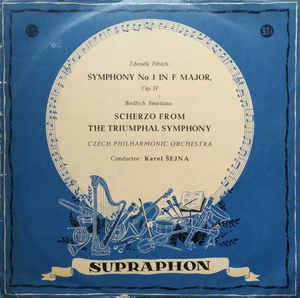 Zdeněk Fibich:
SYMPHONY No 1 IN F MAJOR,
Op. 17
Bedřich Smetana:
SCHERZO FROM
THE TRIUMPHAL SYMPHONY
CZECH PHILHARMONIC ORCHESTRA
Conductor: Karel ŠEJNA
SUPRAPHON